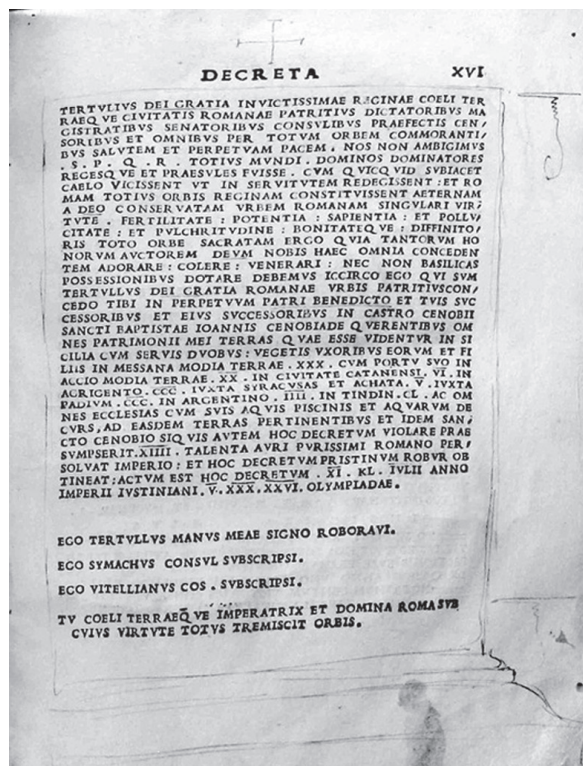 DECRETA XVI
TERTVLIVS DEI GRATIA INVICTISSIMAE REGINAE COELI TER
RAEQ VE CIVITATIS ROMANAE PATRITIVS DICTATORIBVS MA
GISTRATIBVS SENATORIBVS CONSVLIBVS PRAEFECTIS CEN/
SORIBVS ET OMNIBVS PER TOTVM ORBEM COMMORANTI/
BVS SALVTEM ET PERPETVAM PACEM. NOS NON AMBIGIMVS
. S . P . Q . R . TOTIVS MVNDI . DOMINOS DOMINATORES
REGESQ VE ET PRAESVLES FVISSE . CVM QVICQVID SVBIACET
CAELO VICISSENT VT IN SERVITVTEM REDEGISSENT : ET RO
MAM TOTIVS ORBIS REGINAM CONSTITVISSENT AETERNAM
A DEO CONSERVATAM VRBEM ROMANAM SINGVLARI VIR/
TVTE . FERTILITATE : POTENTIA : SAPIENTIA : ET POLLV/
CITATE : ET PVLCHRITVDINE : BONITATEQ VE : DIFFINITO/
RIS TOTO ORBE SACRATAM ERGO Q VIA TANTORVM HO
NORVM AVCTOREM DEVM NOBIS HAEC OMNIA CONCEDEN
TEM ADORARE : COLERE : VENERARI : NEC NON BASILICAS
POSSESSIONIBVS DOTARE DEBEMVS ICCIRCO EGO QVI SVM
TERTVLLVS DEI GRATIA ROMANAE VRBIS PATRITIVSCON/
CEDO TIBI IN PERPETVVM PATRI BENEDICTO ET TVIS SVC
CESSORIBVS ET EIVS SVCCESSORIBVS IN CASTRO CENOBII
SANCTI BAPTISTAE IOANNIS CENOBIADE Q VERENTIBVS OM
NES PATRIMONII MEI TERRAS Q VAE ESSE VIDENTVR IN SI
CILIA CVM SERVIS DVOBVS : VEGETIS VXORIBVS EORVM ET FI
LIIS IN MESSANA MODIA TERRAE . XXX . CVM PORTV SVO IN
ACCIO MODIA TERRAE . XX . IN CIVITATE CATANENSI . VI . IN
AGRIGENTO . CCC . IVXTA SYRACVSAS ET ACHATA . V . IVXTA
PADIVM . CCC . IN ARGENTINO . IIII . IN TINDIN . CL . AC OM
NES ECCLESIAS CVM SVIS AQ VIS PISCINIS ET AQ VARVM DE
CVRS, AD EASDEM TERRAS PERTINENTIBVS ET IDEM SAN/
CTO CENOBIO SIQ VIS AVTEM HOC DECRETVM VIOLARE PRAE
SVMPSERIT . XIIII . TALENTA AVRI PVRISSIMI ROMANO PER/
SOLVAT IMPERIO : ET HOC DECRETVM PRISTINVM ROBVR OB
TINEAT : ACTVM EST HOC DECRETVM . XI . KL . IVLII ANNO
IMPERII IVSTINIANI . V . XXX . XXVI . OLYMPIADAE .
EGO TERTVLLVS MANVS MEAE SIGNO ROBORAVI.
EGO SYMACHVS CONSVL SVBSCRIPSI.
EGO VITELLIANVS COS . SVBSCRIPSI.
TV COELI TERRAEQ̄ VE IMPERATRIX ET DOMINA ROMA SVB
CVIVS VIRTVTE TOTVS TREMISCIT ORBIS .